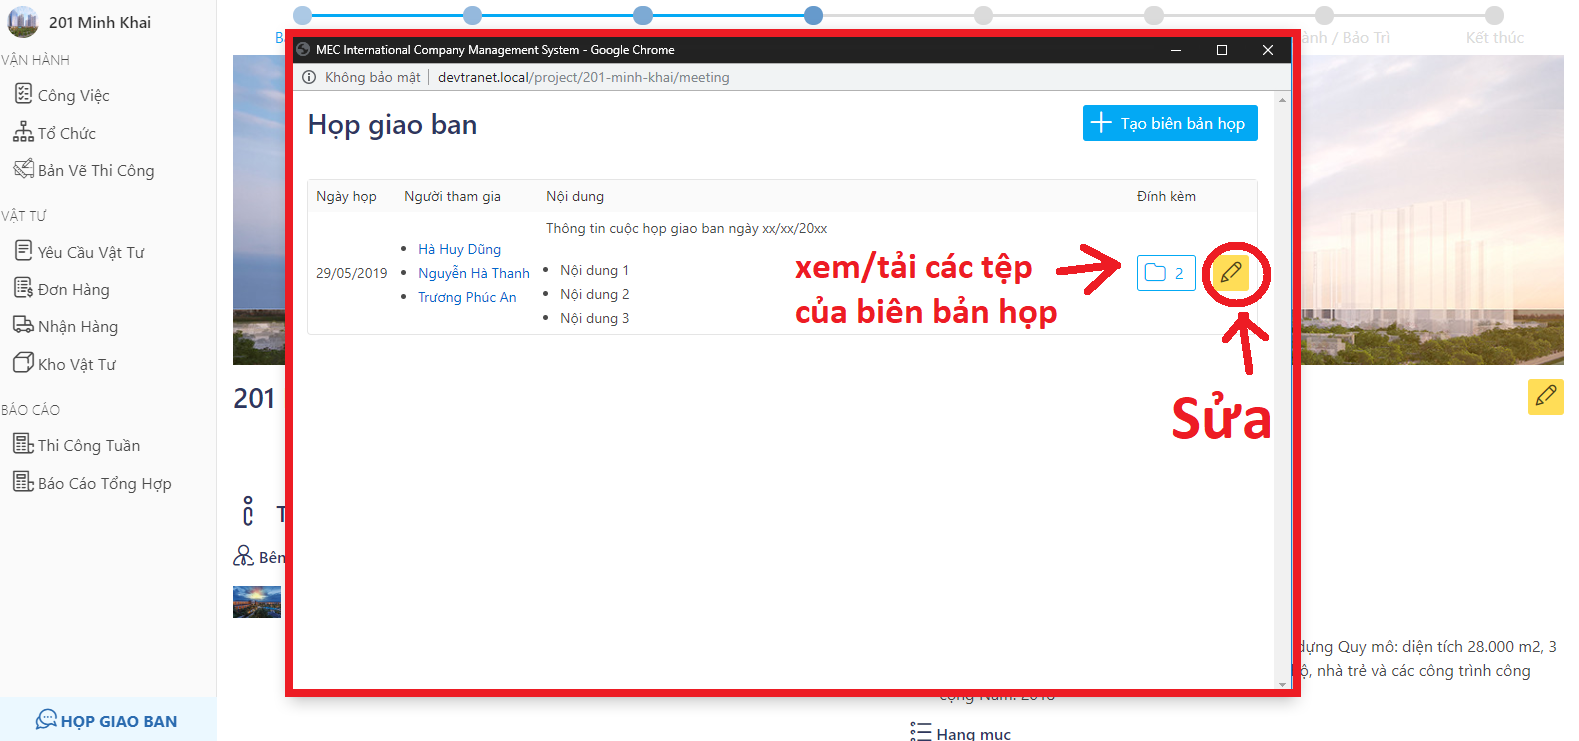 201 Minh Khai
VẬN HÀNH
Công Việc
Tổ Chức
Bản Vẽ Thi Công
VẬT TƯ
Yêu Cầu Vật Tư
Đơn Hàng
Nhận Hàng
Kho Vật Tư
BÁO CÁO
Thi Công Tuần
Báo Cáo Tổng Hợp
HỌP GIAO BAN
/ Bảo Trì
Kết thúc
MEC International Company Management System - Google Chrome
Không bảo mật
devtranet.local/project/201-minh-khai/meeting
Họp giao ban
Tạo biên bản họp
Ngày họp Người tham gia Nội dung Đính kèm
Thông tin cuộc họp giao ban ngày xx/xx/20xx
29/05/2019
Hà Huy Dũng
Nguyễn Hà Thanh
Trương Phúc An
Nội dung 1
Nội dung 2
Nội dung 3
2
xem/tải các tệp
của biên bản họp
Sửa
201
Bên
dựng Quy mô: diện tích 28.000 m2, 3
nhà trẻ và các công trình công
cộng Năm: 2018
Hạng mục